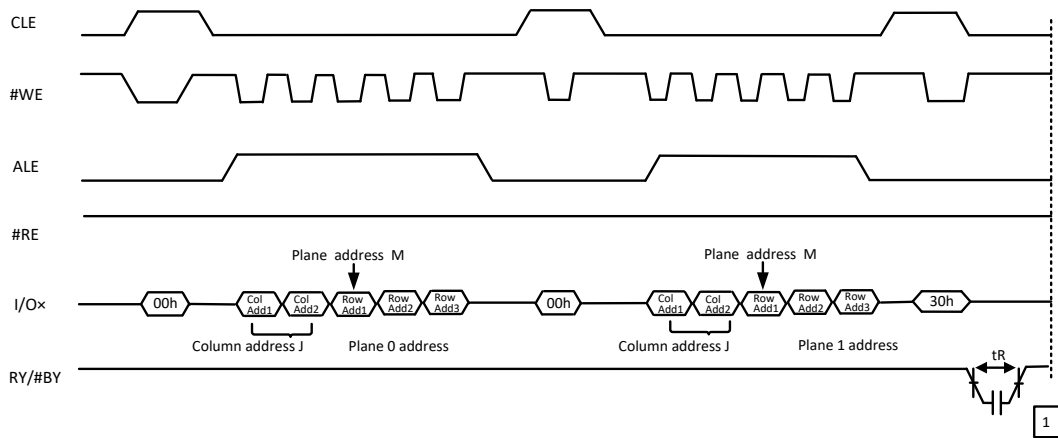 CLE
#WE
ALE
#RE
Plane address M
Plane address M
I/O×
00h
Col Add1
Col Add2
Row Add1
Row Add2
Row Add3
00h
Col Add1
Col Add2
Row Add1
Row Add2
Row Add3
30h
Column address J
Plane 0 address
Column address J
Plane 1 address
RY/#BY
tR
1